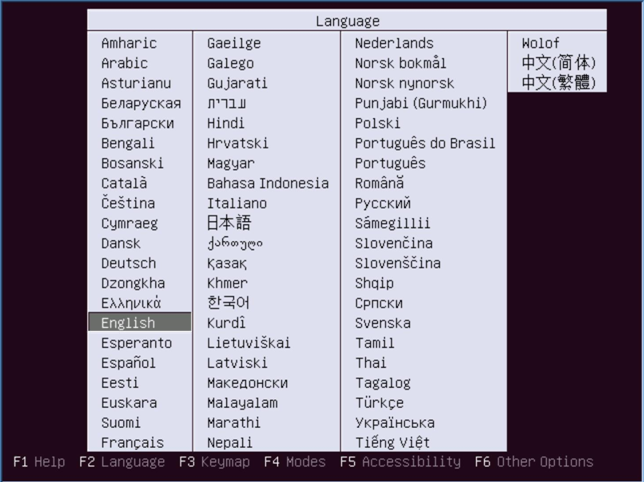 Language
Amharic
Arabic
Asturianu
Беларуская
Български
Bengali
Bosanski
Català
Čeština
Cymraeg
Dansk
Deutsch
Dzongkha
Ελληνικά
English
Esperanto
Español
Eesti
Euskara
Suomi
Français
Gaeilge
Galego
Gujarati
עברית
Hindi
Hrvatski
Magyar
Bahasa Indonesia
Italiano
日本語
ქართული
Қазақ
Khmer
한국어
Kurdî
Lietuviškai
Latviski
Македонски
Malayalam
Marathi
Nepali
Nederlands
Norsk bokmål
Norsk nynorsk
Punjabi (Gurmukhi)
Polski
Português do Brasil
Português
Română
Русский
Sámegillii
Slovenčina
Slovenščina
Shqip
Српски
Svenska
Tamil
Thai
Tagalog
Türkçe
Українська
Tiếng Việt
Wolof
中文(简体)
中文(繁體)
F1 Help F2 Language F3 Keymap F4 Modes F5 Accessibility F6 Other Options